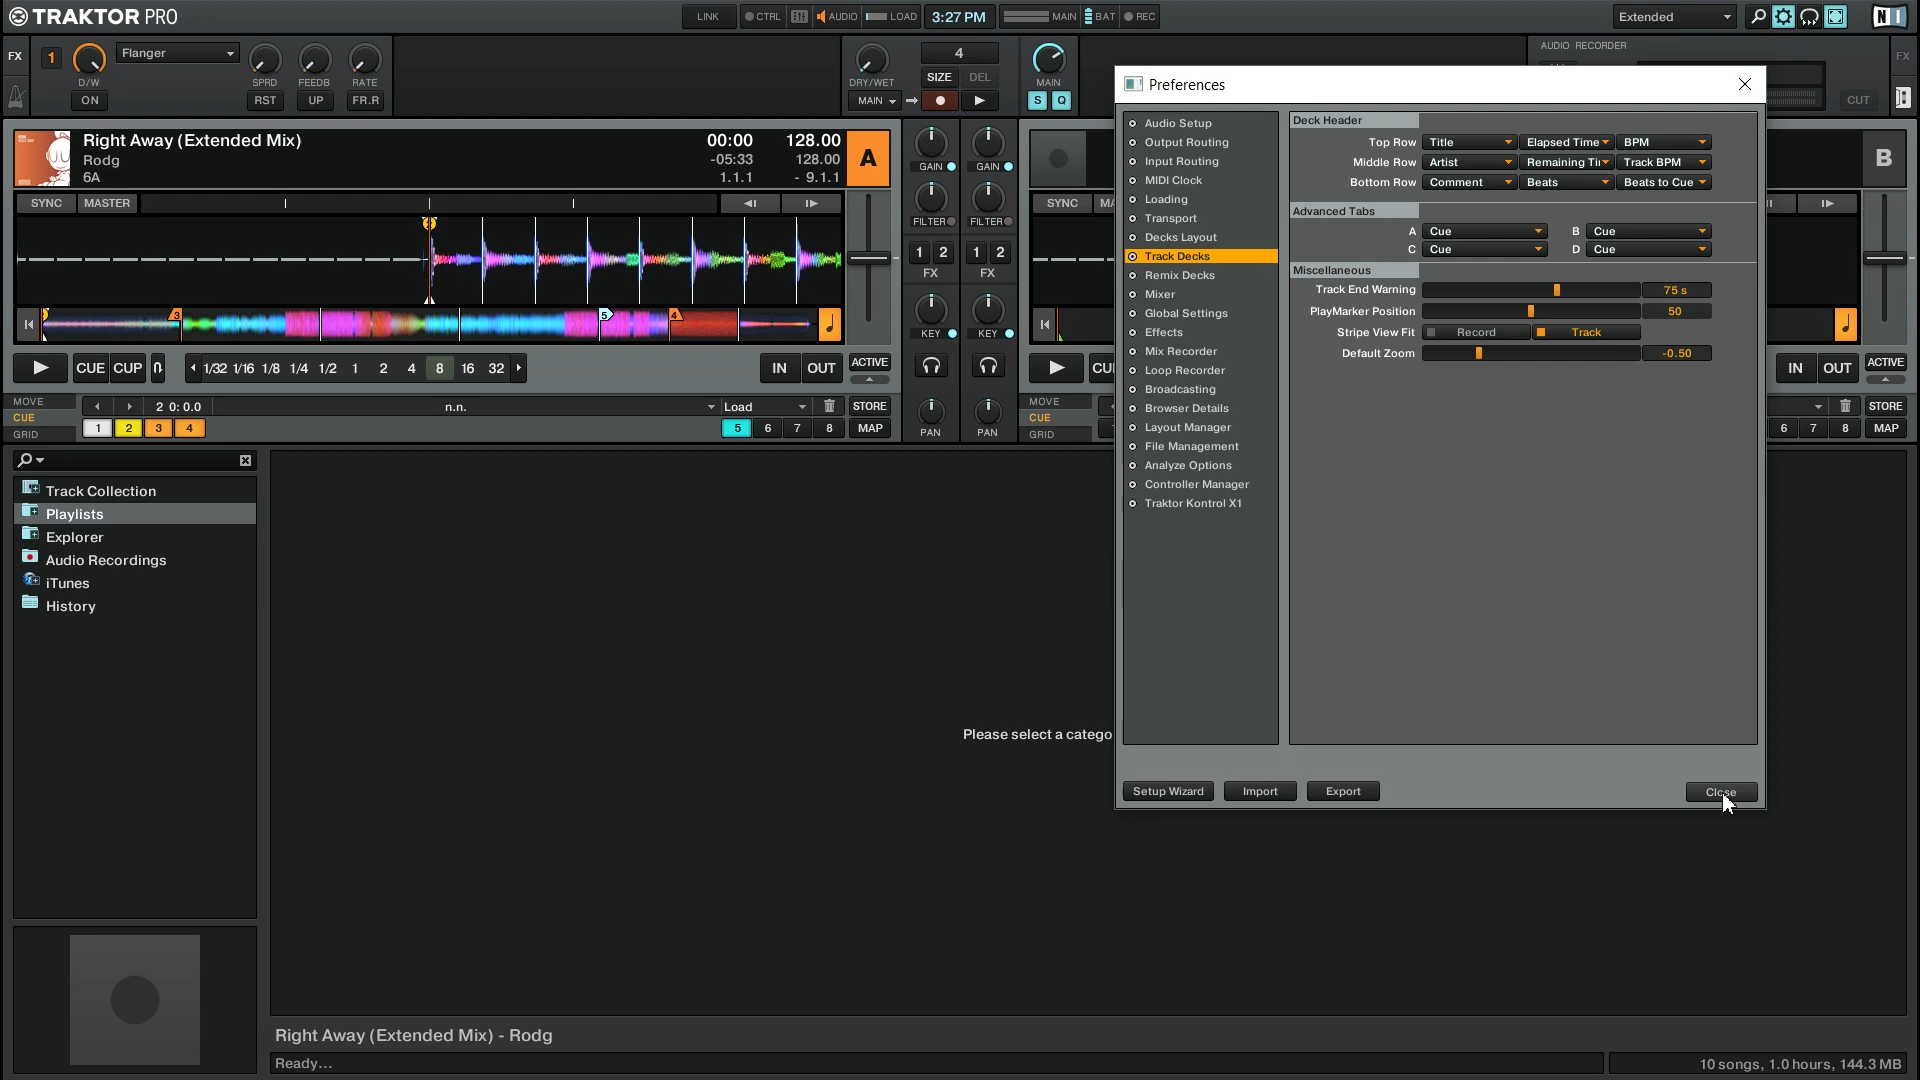 TRAKTOR PRO
LINK
CTRL
AUDIO
LOAD
3:27 PM
MAIN
BAT
REC
Extended
FX
1
Flanger
D/W
ON
SPRD
RST
FEEDB
UP
RATE
FR.R
DRY/WET
MAIN
4
SIZE
DEL
MAIN
S
Q
AUDIO RECORDER
CUT
FX
Right Away (Extended Mix)
Rodg
6A
00:00
-05:33
1.1.1
128.00
128.00
- 9.1.1
A
B
SYNC
MASTER
3
5
4
CUE
CUP
1/32 1/16 1/8 1/4 1/2 1 2 4 8 16 32
IN
OUT
ACTIVE
MOVE
CUE
GRID
2 0: 0.0
n.n.
Load
STORE
1 2 3 4
5 6 7 8
MAP
GAIN
GAIN
FILTER
FILTER
1 2
1 2
FX
FX
KEY
KEY
PAN
PAN
SYNC
MA
CU
MOVE
CUE
GRID
IN
OUT
ACTIVE
STORE
6 7 8
MAP
Preferences
Audio Setup
Output Routing
Input Routing
MIDI Clock
Loading
Transport
Decks Layout
Track Decks
Remix Decks
Mixer
Global Settings
Effects
Mix Recorder
Loop Recorder
Broadcasting
Browser Details
Layout Manager
File Management
Analyze Options
Controller Manager
Traktor Kontrol X1
Deck Header
Top Row Title Elapsed Time BPM
Middle Row Artist Remaining Tir Track BPM
Bottom Row Comment Beats Beats to Cue
Advanced Tabs
A Cue B Cue
C Cue D Cue
Miscellaneous
Track End Warning 75 s
PlayMarker Position 50
Stripe View Fit Record Track
Default Zoom -0.50
Setup Wizard
Import
Export
Close
Track Collection
Playlists
Explorer
Audio Recordings
iTunes
History
Please select a catego
Right Away (Extended Mix) - Rodg
Ready...
10 songs, 1.0 hours, 144.3 MB